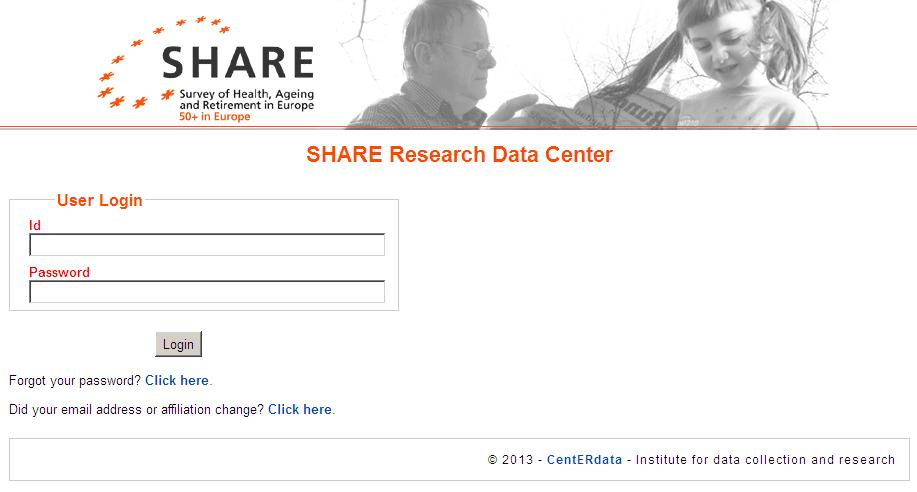 SHARE
Survey of Health, Ageing
and Retirement in Europe
50+ in Europe
SHARE Research Data Center
User Login
Id
Password
Login
Forgot your password? Click here.
Did your email address or affiliation change? Click here.
© 2013 - CentERdata - Institute for data collection and research